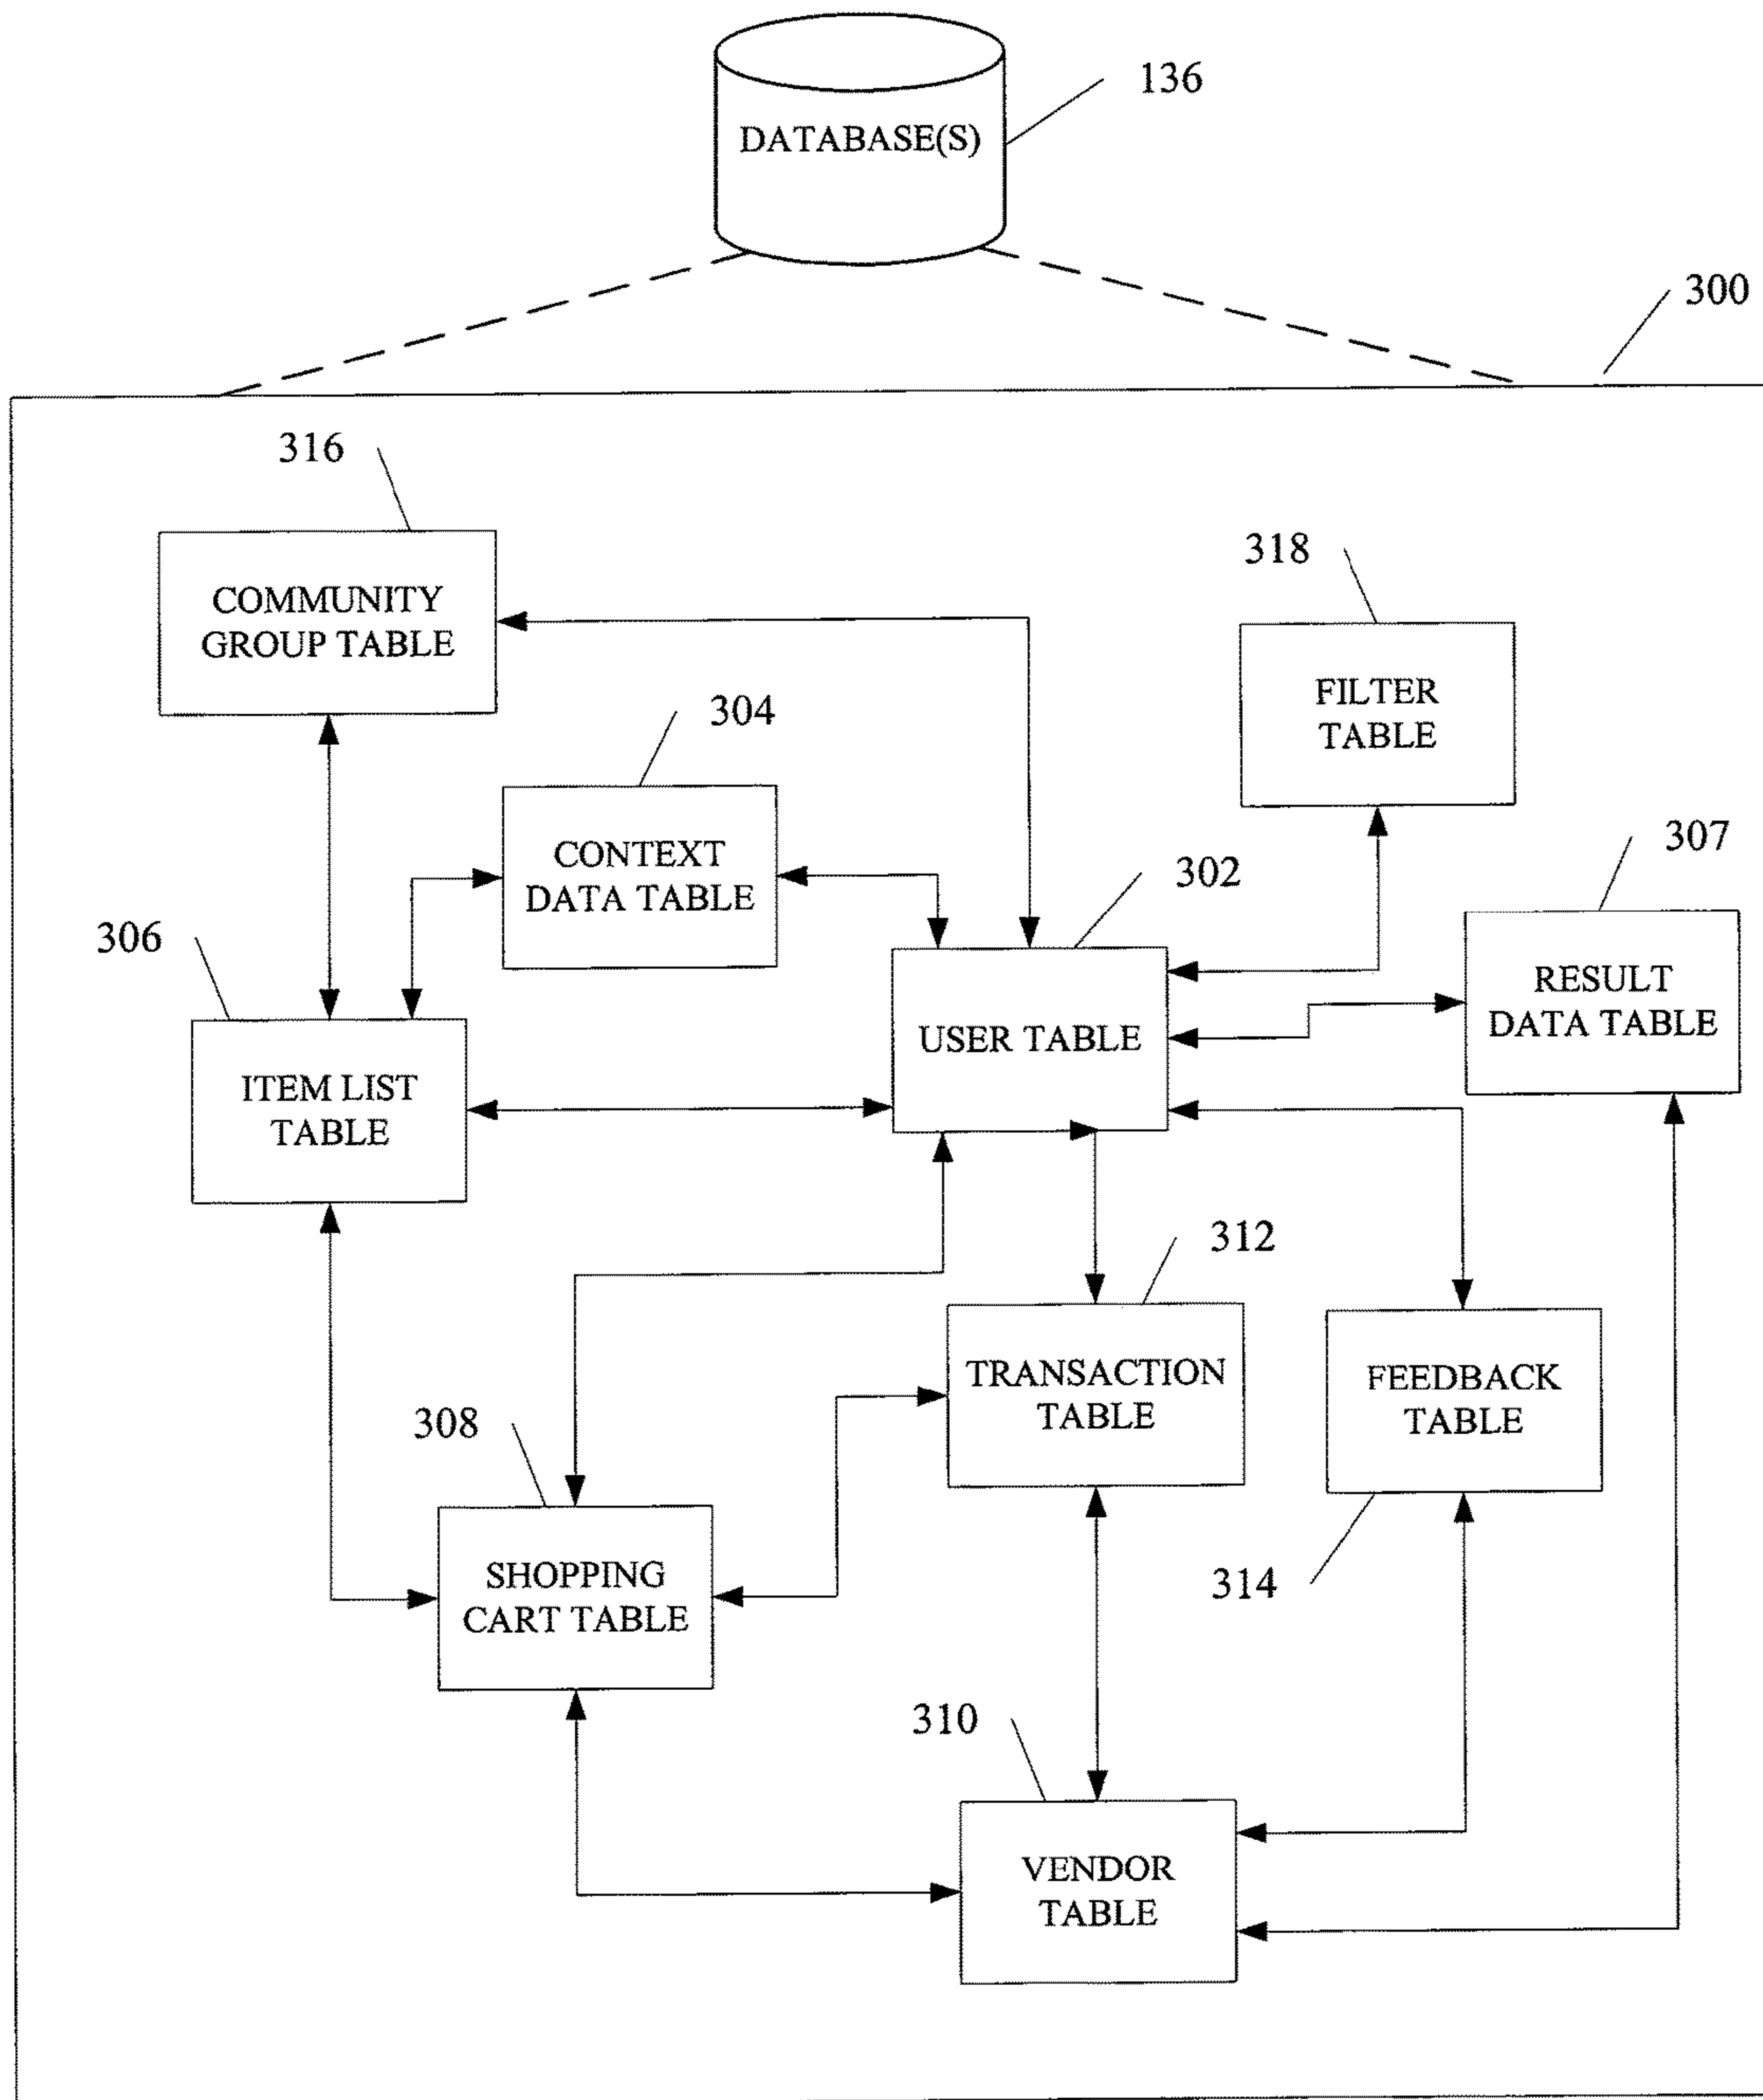 136
DATABASE(S)
300
316
COMMUNITY
GROUP TABLE
318
FILTER
TABLE
304
CONTEXT
DATA TABLE
302
307
306
RESULT
DATA TABLE
USER TABLE
ITEM LIST
TABLE
312
TRANSACTION
TABLE
FEEDBACK
TABLE
308
314
SHOPPING
CART TABLE
310
VENDOR
TABLE